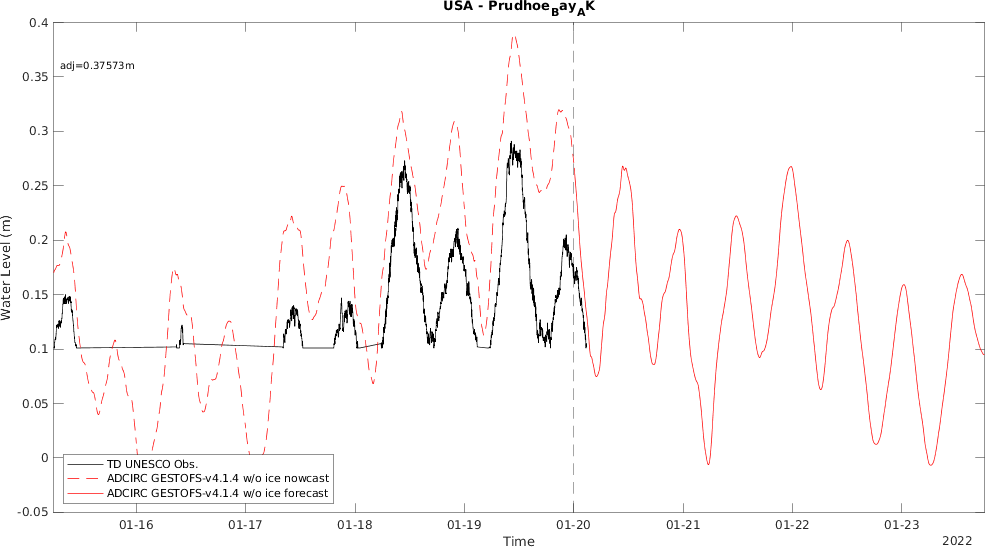 USA - PrudhoeBayAK
adj=0.37573m
Water Level (m)
0.4
0.35
0.3
0.25
0.2
0.15
0.1
0.05
0
-0.05
TD UNESCO Obs.
ADCIRC GESTOFS-v4.1.4 w/o ice nowcast
ADCIRC GESTOFS-v4.1.4 w/o ice forecast
01-16 01-17 01-18 01-19 01-20 01-21 01-22 01-23
Time
2022